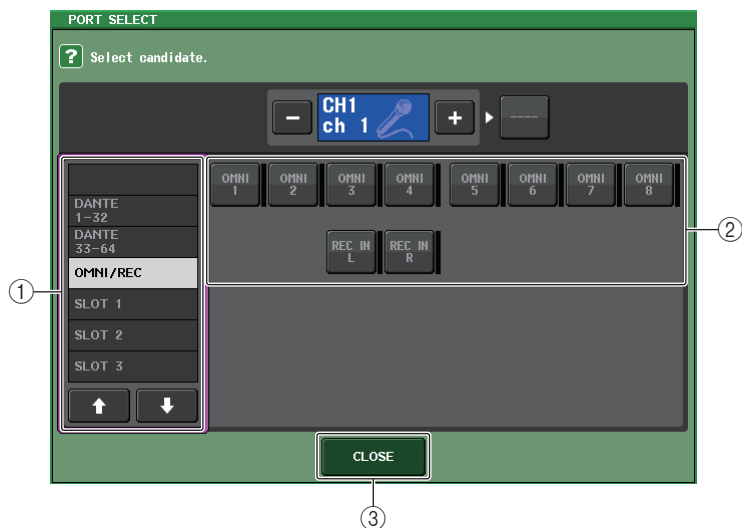 PORT SELECT
? Select candidate.
− CH1 +
ch 1
----
DANTE
1-32
DANTE
33-64
OMNI/REC
SLOT 1
SLOT 2
SLOT 3
OMNI 1
OMNI 2
OMNI 3
OMNI 4
OMNI 5
OMNI 6
OMNI 7
OMNI 8
REC IN L
REC IN R
CLOSE
①
②
③